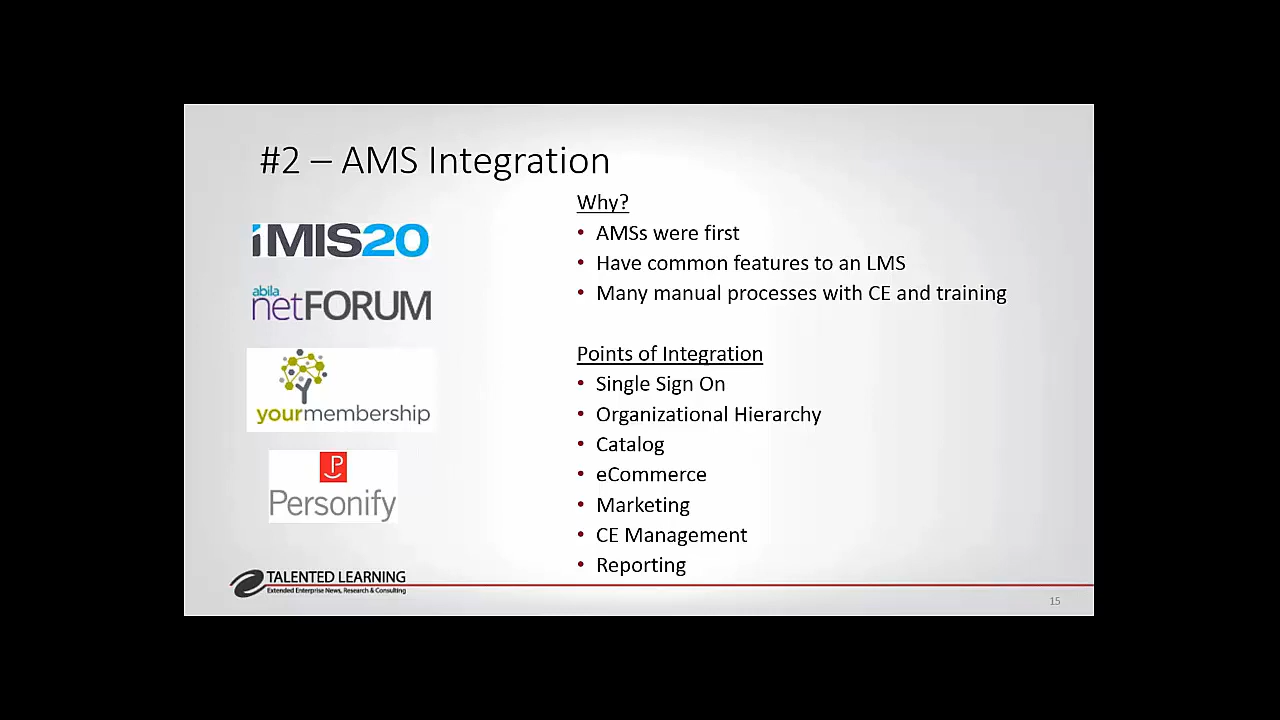 #2 – AMS Integration
iMIS20
abila
netFORUM
yourmembership
Personify
Why?
• AMSs were first
• Have common features to an LMS
• Many manual processes with CE and training
Points of Integration
• Single Sign On
• Organizational Hierarchy
• Catalog
• eCommerce
• Marketing
• CE Management
• Reporting
TALENTED LEARNING
Extended Enterprise News, Research & Consulting
15